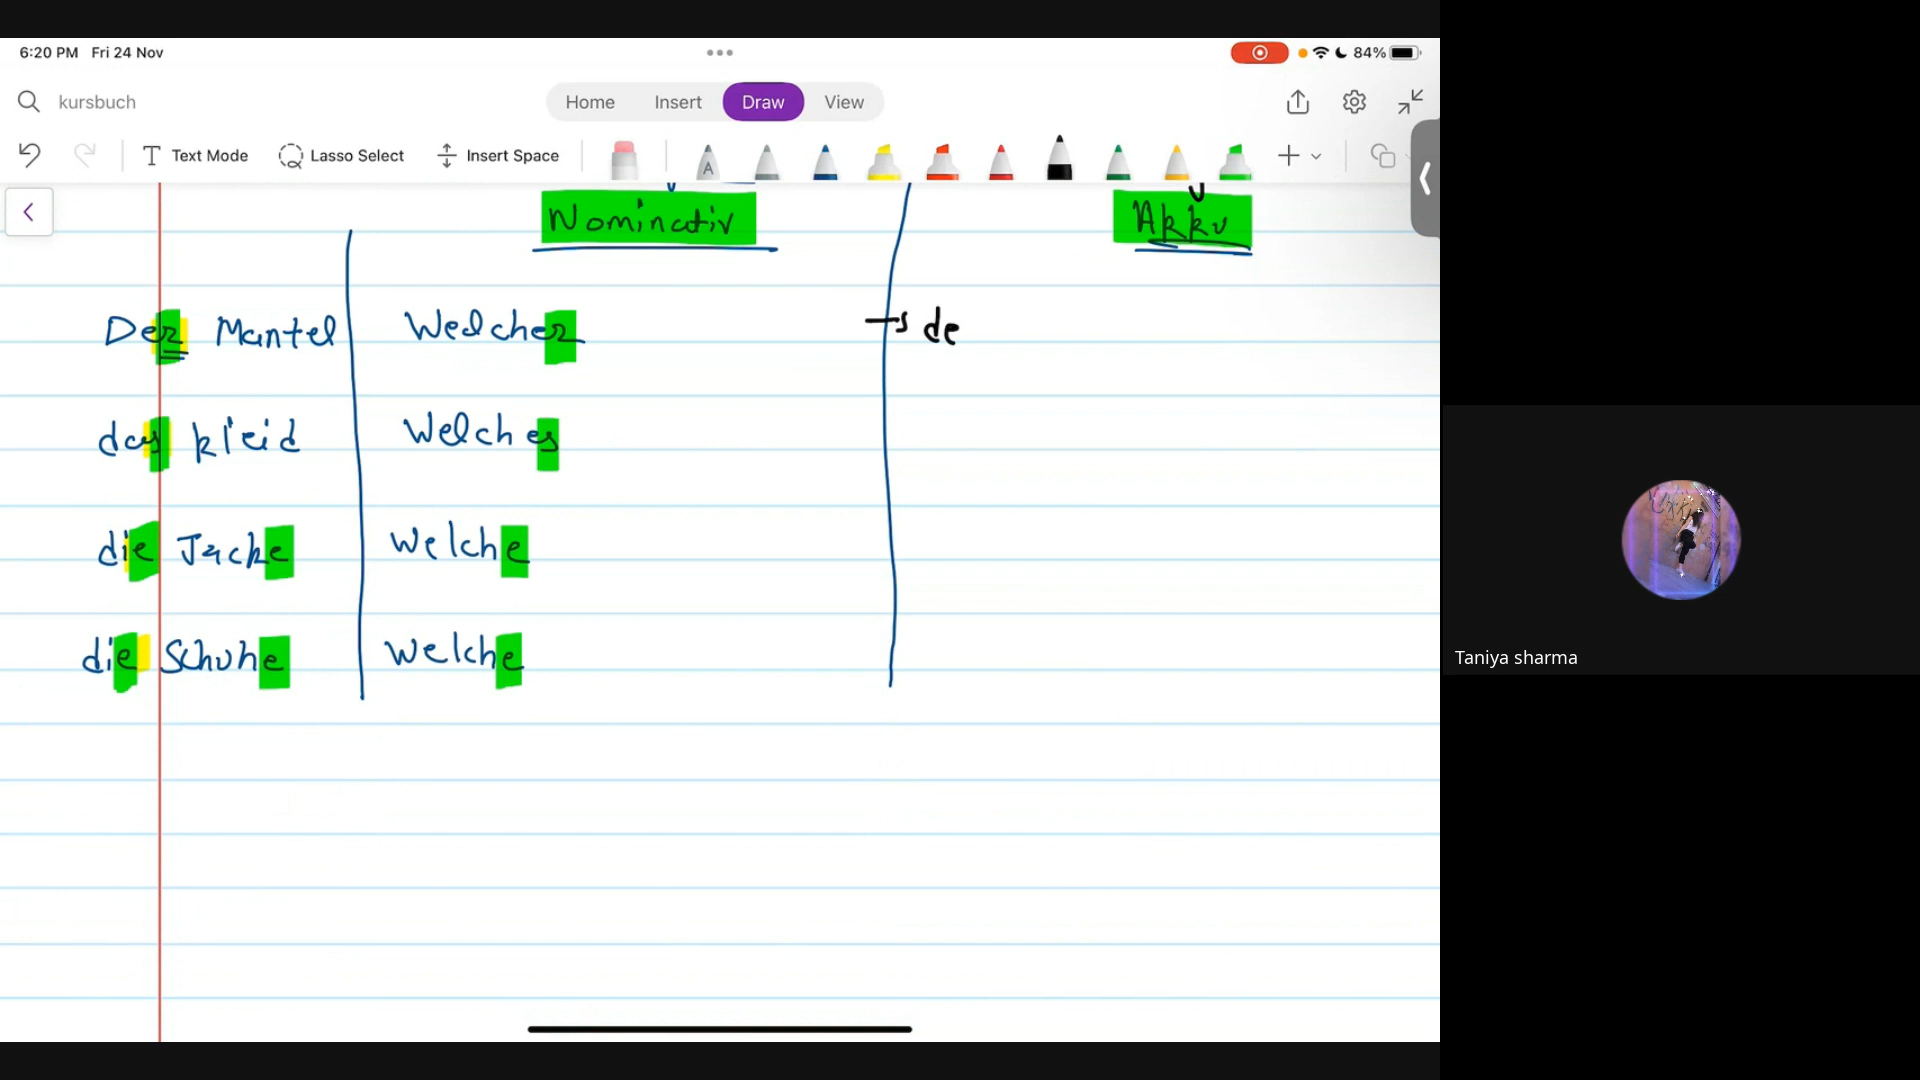 6:20 PM Fri 24 Nov
84%
kursbuch
Home Insert Draw View
Text Mode Lasso Select Insert Space
A
Nominativ Akku
Der Mantel Welcher → de
das kleid Welches
die Jacke Welche
die Schuhe Welche
Taniya sharma